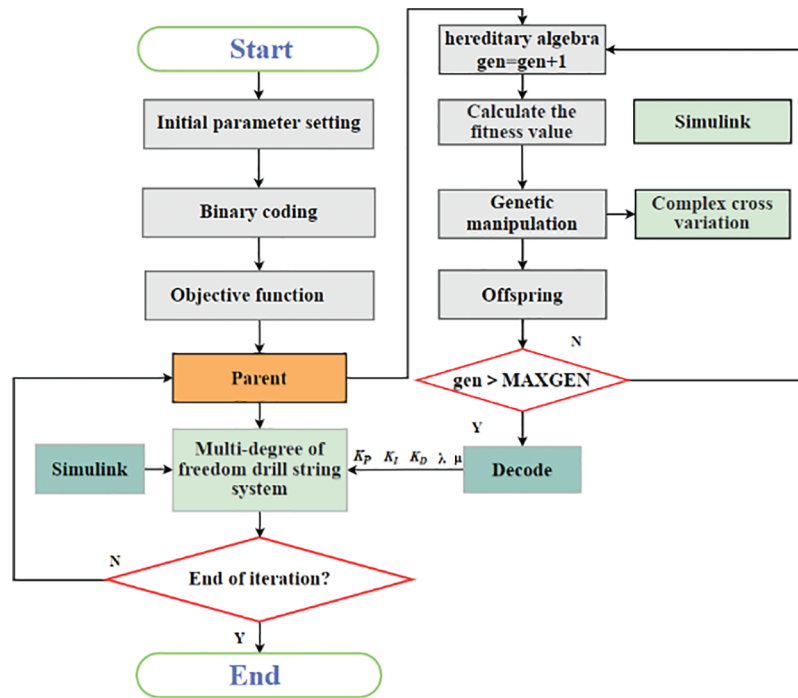 Start
Initial parameter setting
Binary coding
Objective function
Parent
Multi-degree of
freedom drill string
system
Simulink
N
End of iteration?
Y
End
hereditary algebra
gen=gen+1
Calculate the
fitness value
Simulink
Genetic
manipulation
Complex cross
variation
Offspring
N
gen > MAXGEN
Y
K_P K_I K_D λ μ
Decode